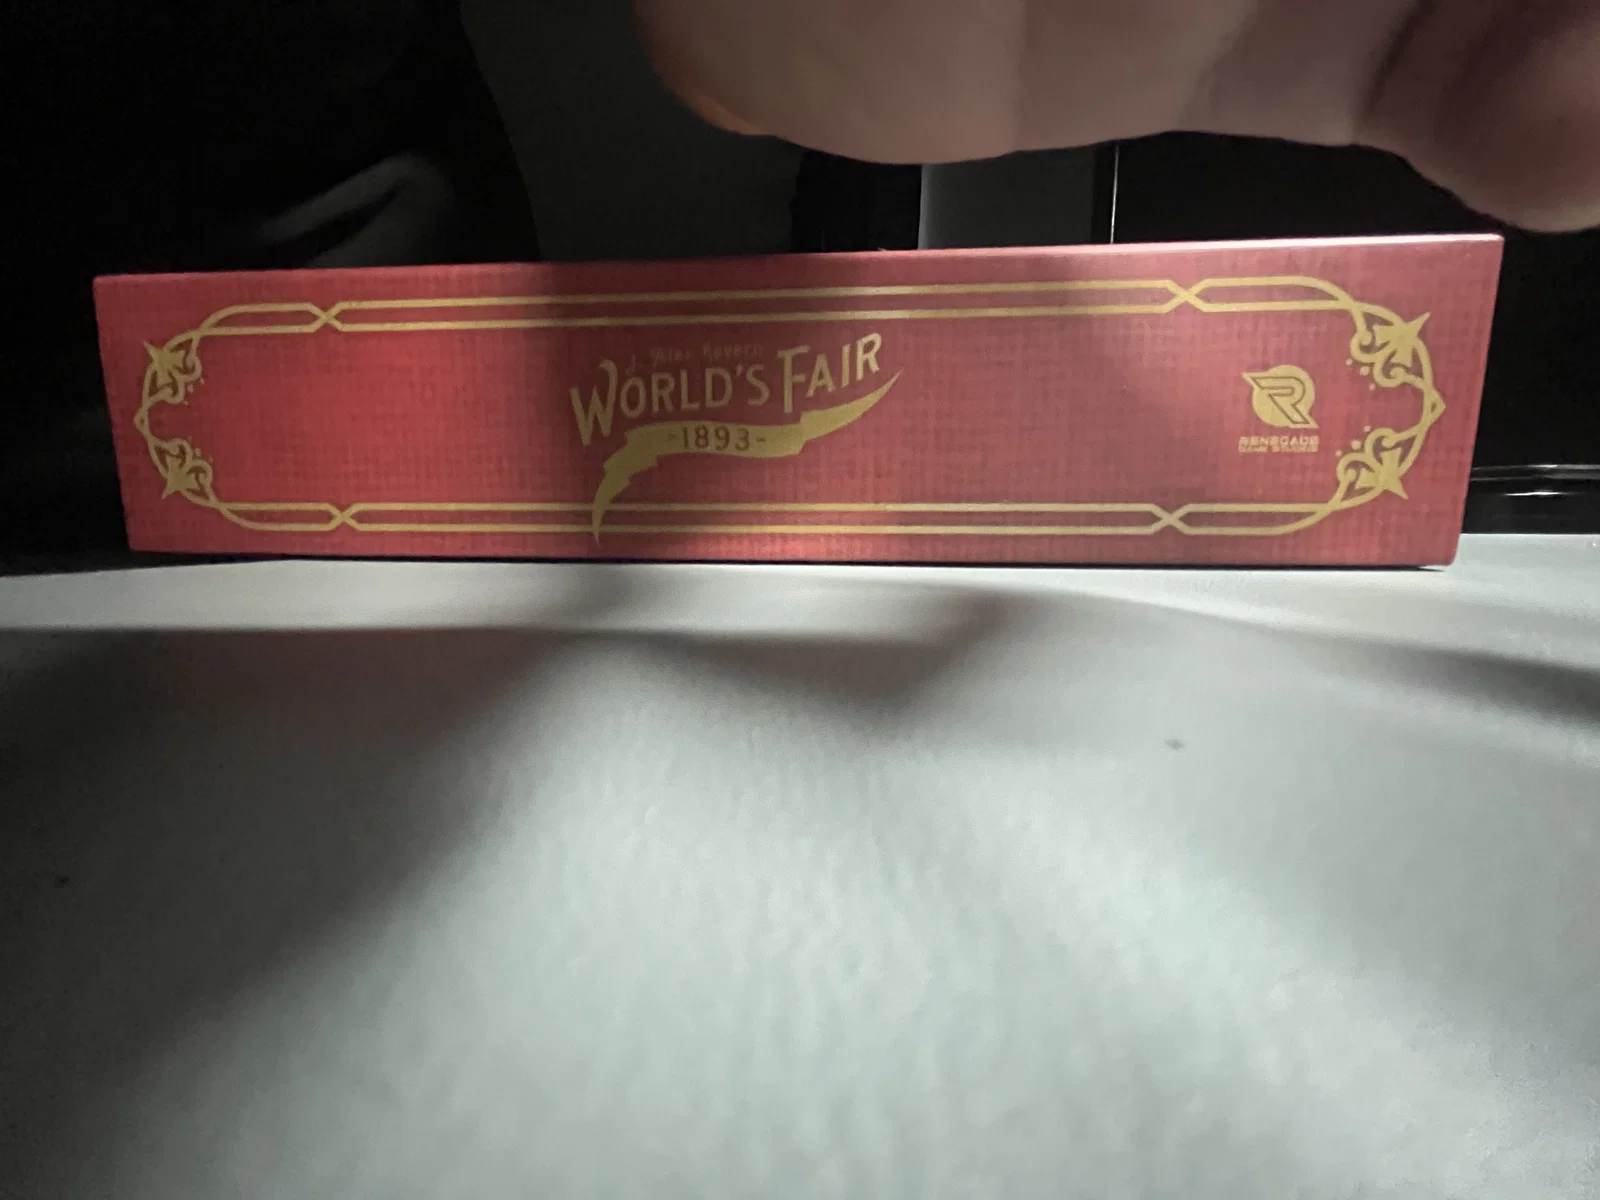 J. Alex Kevern
WORLD'S FAIR
-1893-
RENEGADE
GAME STUDIOS